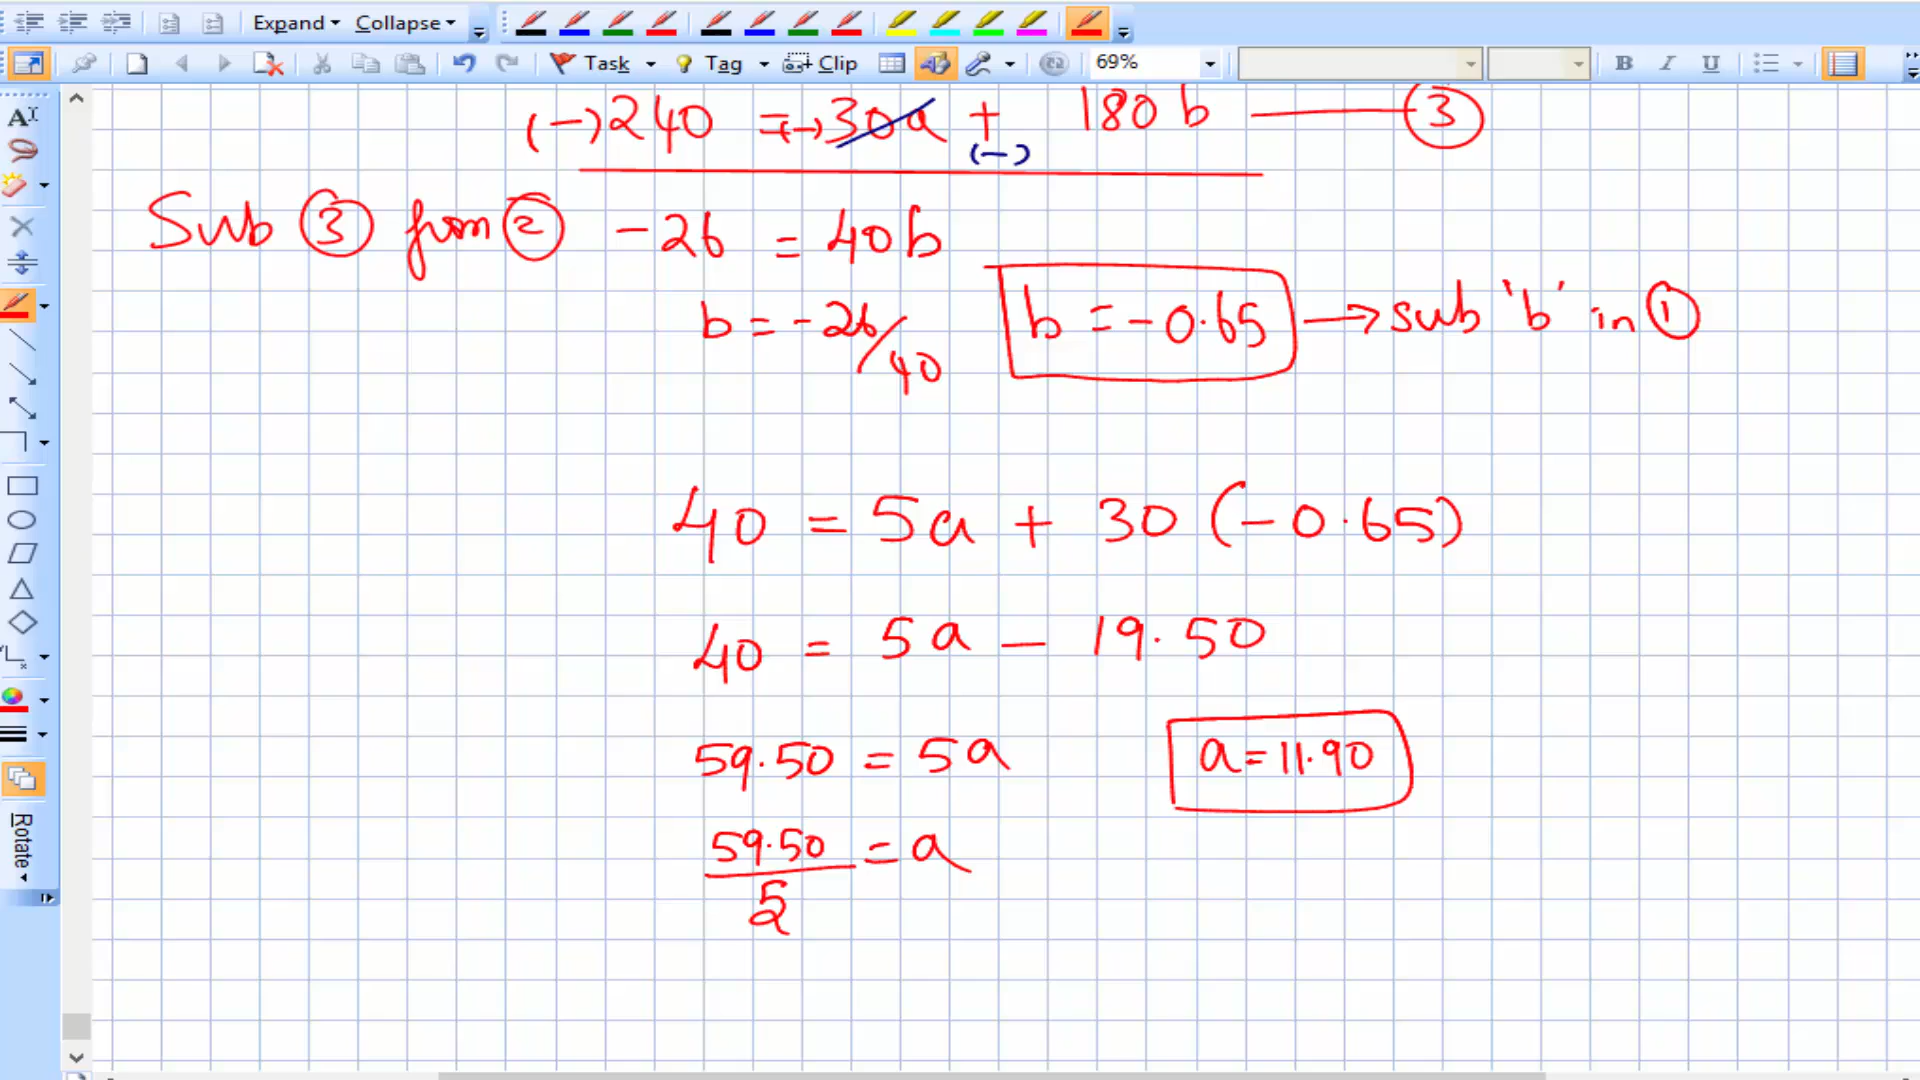 Expand Collapse
Task Tag Clip 69% B I U
(-) 240 = (-) 30a + 180 b ③
(-)
Sub ③ from ② -26 = 40b
b = -26/40 b = -0.65 → sub 'b' in ①
40 = 5a + 30 (-0.65)
40 = 5a - 19.50
59.50 = 5a a = 11.90
59.50/5 = a
Rotate